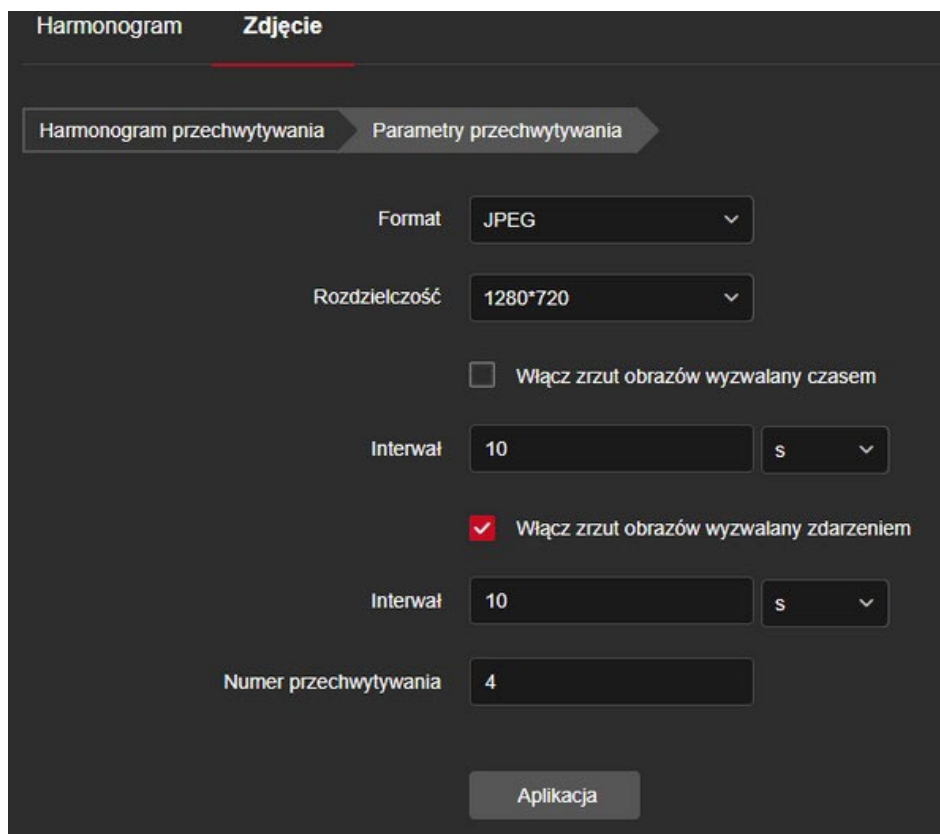 Harmonogram Zdjęcie
Harmonogram przechwytywania Parametry przechwytywania
Format JPEG
Rozdzielczość 1280*720
Włącz zrzut obrazów wyzwalany czasem
Interwał 10 s
Włącz zrzut obrazów wyzwalany zdarzeniem
Interwał 10 s
Numer przechwytywania 4
Aplikacja